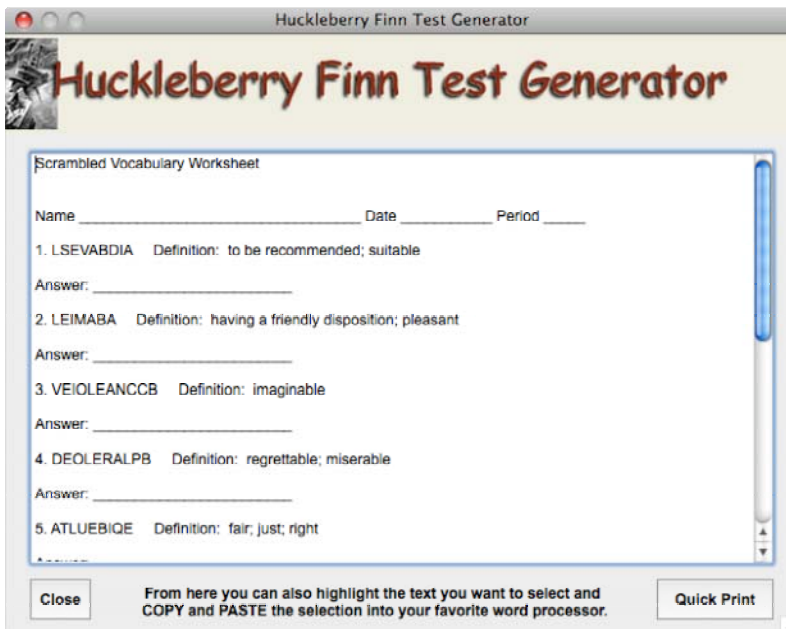 Huckleberry Finn Test Generator
Huckleberry Finn Test Generator
Scrambled Vocabulary Worksheet
Name __________________________________ Date ___________ Period _____
1. LSEVABDIA Definition: to be recommended; suitable
Answer: ________________________
2. LEIMABA Definition: having a friendly disposition; pleasant
Answer: ________________________
3. VEIOLEANCCB Definition: imaginable
Answer: ________________________
4. DEOLERALPB Definition: regrettable; miserable
Answer: ________________________
5. ATLUEBIQE Definition: fair; just; right
Close
From here you can also highlight the text you want to select and
COPY and PASTE the selection into your favorite word processor.
Quick Print